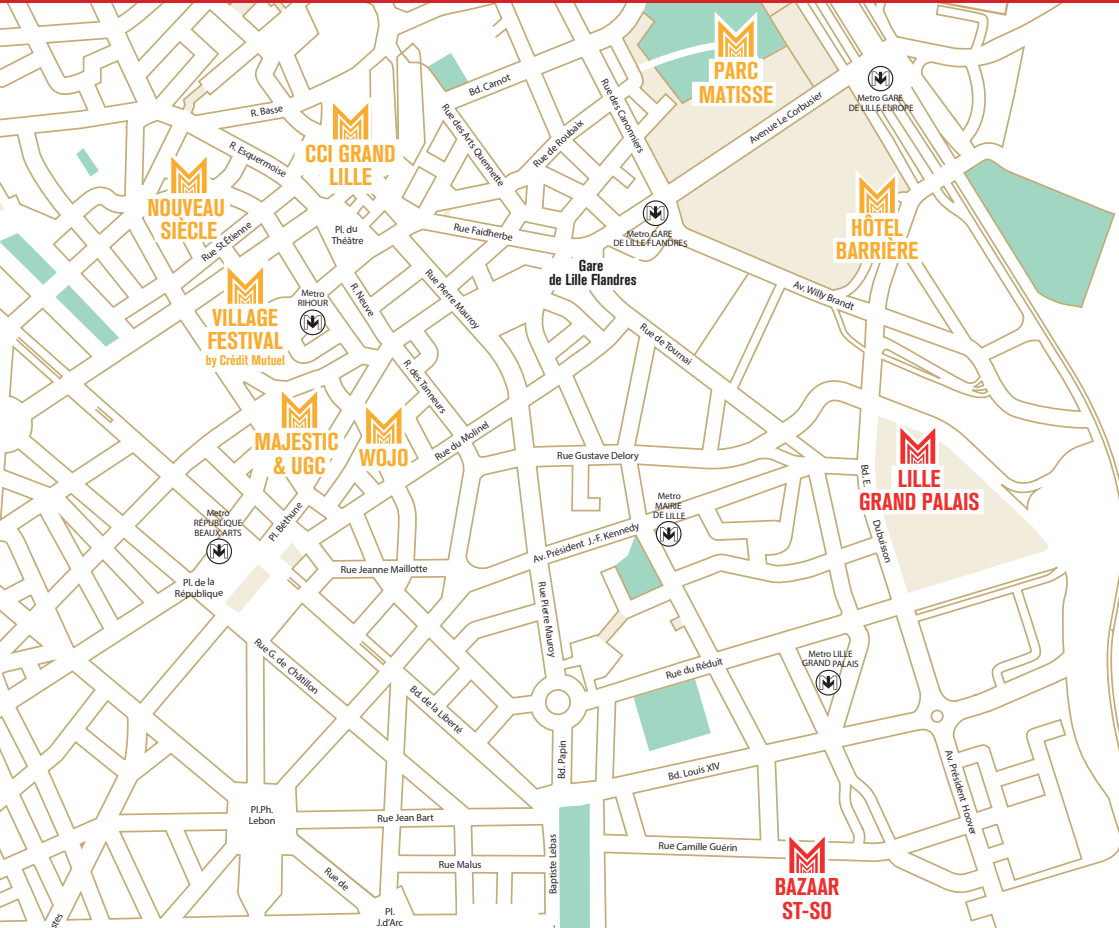 PARC
MATISSE
Metro GARE
DE LILLE EUROPE
Bd. Carnot
R. Basse
Rue des Canonniers
Avenue Le Corbusier
Rue des Arts Quennette
Rue de Roubaix
R. Esquermoise
CCI GRAND
LILLE
NOUVEAU
SIÈCLE
Rue St.Étienne
Pl. du
Théâtre
Rue Faidherbe
Metro GARE
DE LILLE FLANDRES
HÔTEL
BARRIÈRE
Gare
de Lille Flandres
Av. Willy Brandt
VILLAGE
FESTIVAL
by Crédit Mutuel
Metro
RIHOUR
R. Neuve
Rue Pierre Mauroy
Rue de Tournai
R. des Tanneurs
MAJESTIC
& UGC
WOJO
Rue du Molinel
Rue Gustave Delory
LILLE
GRAND PALAIS
Bd. E.
Dubuisson
Metro
RÉPUBLIQUE
BEAUX ARTS
Pl. Béthune
Metro
MAIRIE
DE LILLE
Av. Président J.-F. Kennedy
Pl. de la
République
Rue Jeanne Maillotte
Rue Pierre Mauroy
Rue G. de Châtillon
Bd. de la Liberté
Rue du Réduit
Metro LILLE
GRAND PALAIS
Bd. Papin
Bd. Louis XIV
Av. Président Hoover
Pl.Ph.
Lebon
Rue Jean Bart
Rue Malus
Baptiste Lebas
Rue Camille Guérin
BAZAAR
ST-SO
Rue de
Pl.
J.d'Arc